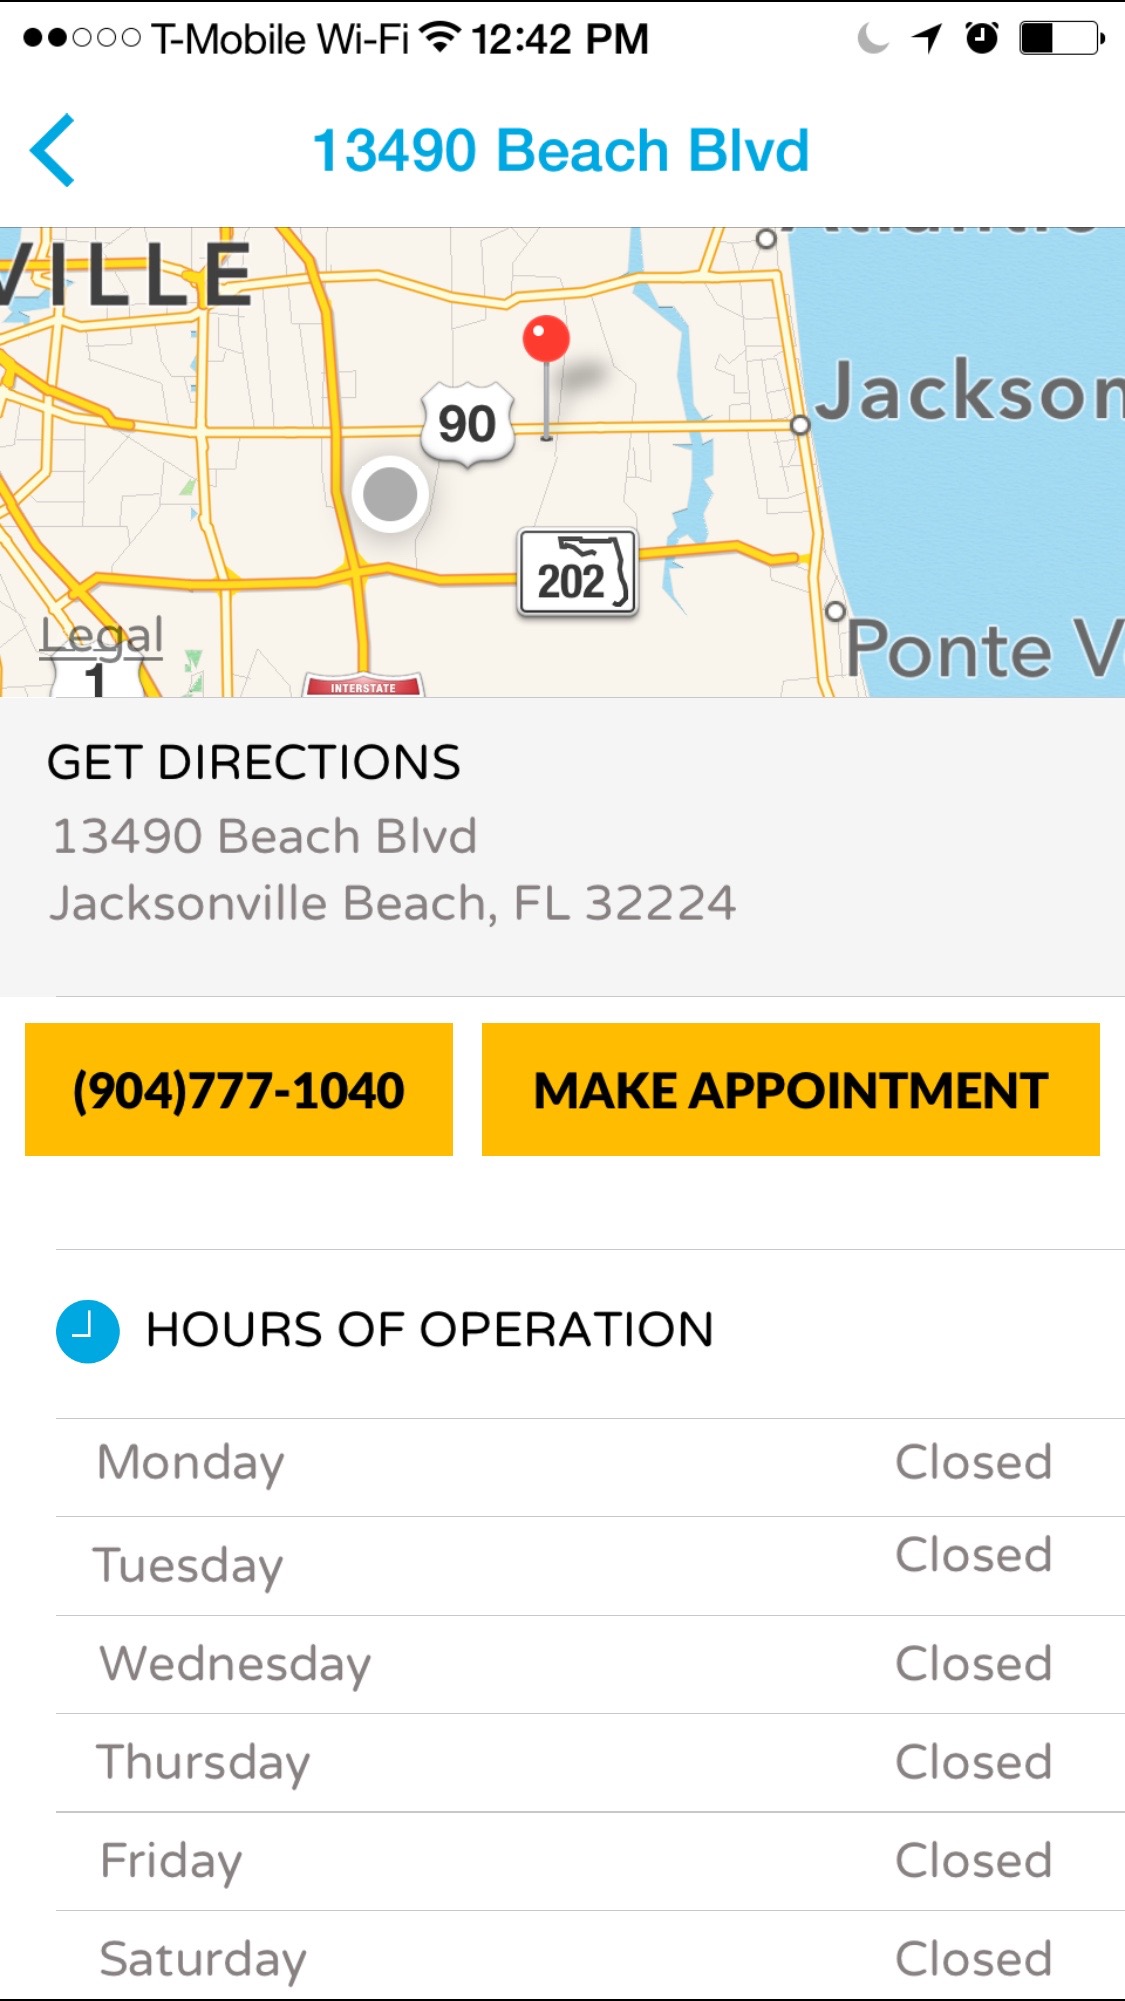 T-Mobile Wi-Fi 12:42 PM
13490 Beach Blvd
VILLE
90
Jackson
202
Legal
1
Ponte V
INTERSTATE
GET DIRECTIONS
13490 Beach Blvd
Jacksonville Beach, FL 32224
(904)777-1040 MAKE APPOINTMENT
HOURS OF OPERATION
Monday Closed
Tuesday Closed
Wednesday Closed
Thursday Closed
Friday Closed
Saturday Closed